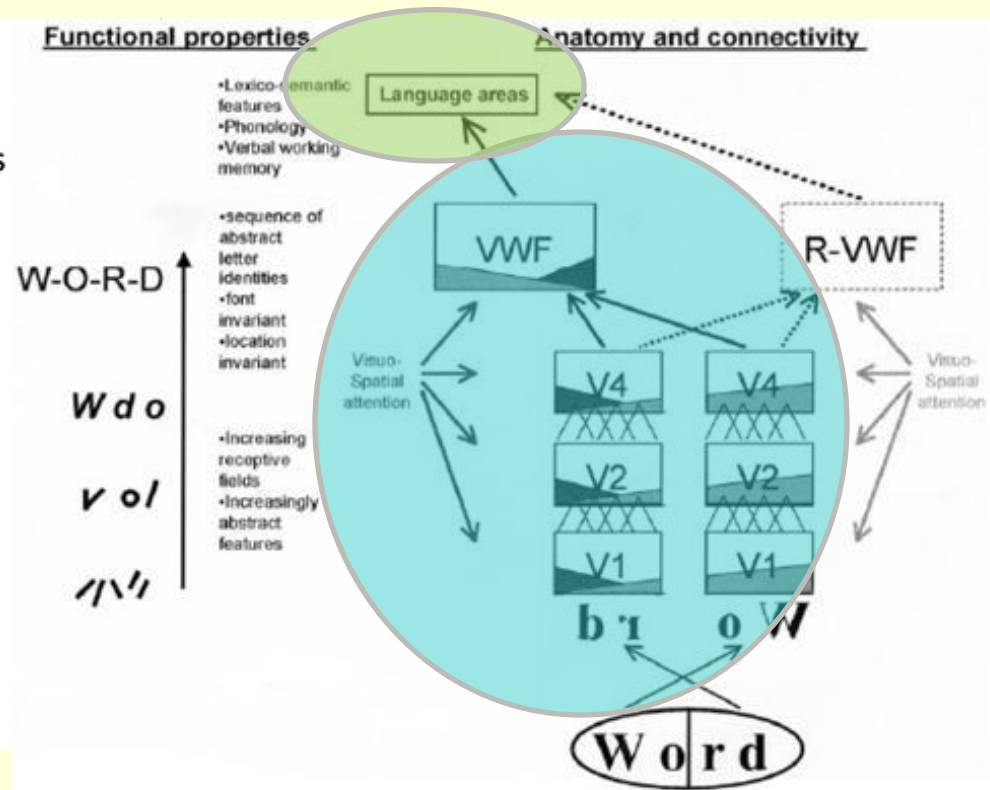 Functional properties
Anatomy and connectivity
s
•Lexico-semantic
features
•Phonology
•Verbal working
memory
Language areas
•sequence of
abstract
letter
identities
•font
invariant
•location
invariant
VWF
R-VWF
W-O-R-D
Visuo-
Spatial
attention
V4
V4
Visuo-
Spatial
attention
W d o
•Increasing
receptive
fields
•Increasingly
abstract
features
V2
V2
v o l
V1
V1
b ɿ
o W
W o r d